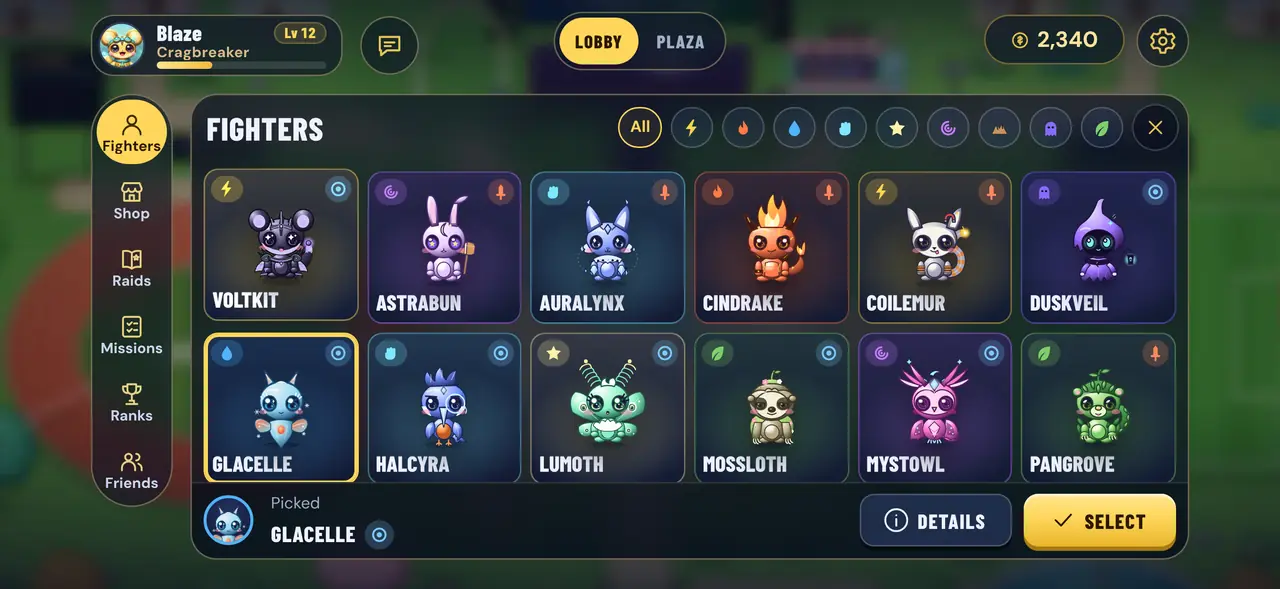 Blaze
Lv 12
Cragbreaker
LOBBY
PLAZA
2,340
Fighters
Shop
Raids
Missions
Ranks
Friends
FIGHTERS
All
VOLTKIT
ASTRABUN
AURALYNX
CINDRAKE
COILEMUR
DUSKVEIL
GLACELLE
HALCYRA
LUMOTH
MOSSLOTH
MYSTOWL
PANGROVE
Picked
GLACELLE
DETAILS
SELECT